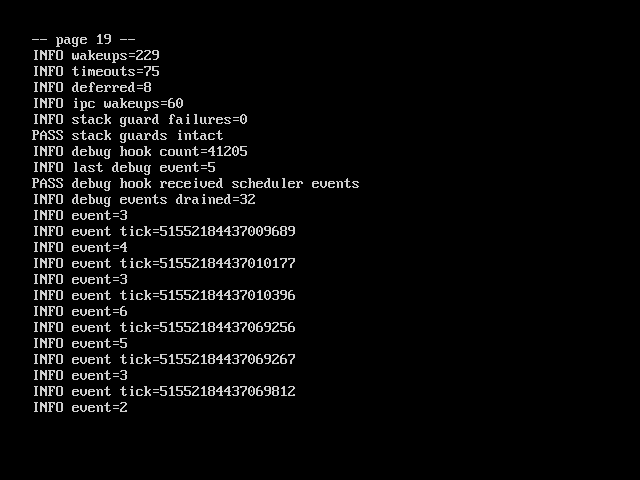 -- page 19 --
INFO wakeups=229
INFO timeouts=75
INFO deferred=8
INFO ipc wakeups=60
INFO stack guard failures=0
PASS stack guards intact
INFO debug hook count=41205
INFO last debug event=5
PASS debug hook received scheduler events
INFO debug events drained=32
INFO event=3
INFO event tick=51552184437009689
INFO event=4
INFO event tick=51552184437010177
INFO event=3
INFO event tick=51552184437010396
INFO event=6
INFO event tick=51552184437069256
INFO event=5
INFO event tick=51552184437069267
INFO event=3
INFO event tick=51552184437069812
INFO event=2